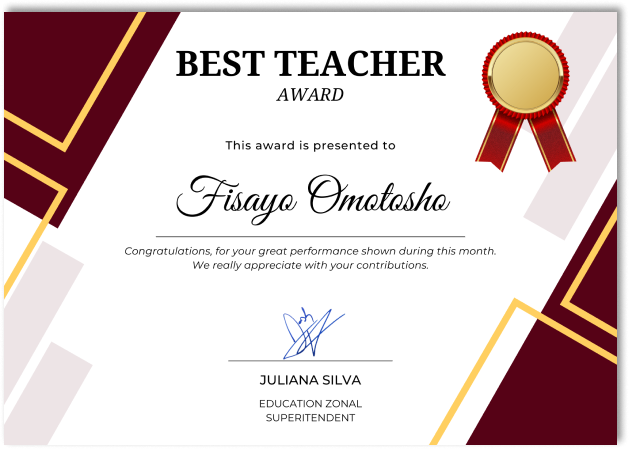 BEST TEACHER
AWARD
This award is presented to
Fisayo Omotosho
Congratulations, for your great performance shown during this month.
We really appreciate with your contributions.
JULIANA SILVA
EDUCATION ZONAL
SUPERITENDENT